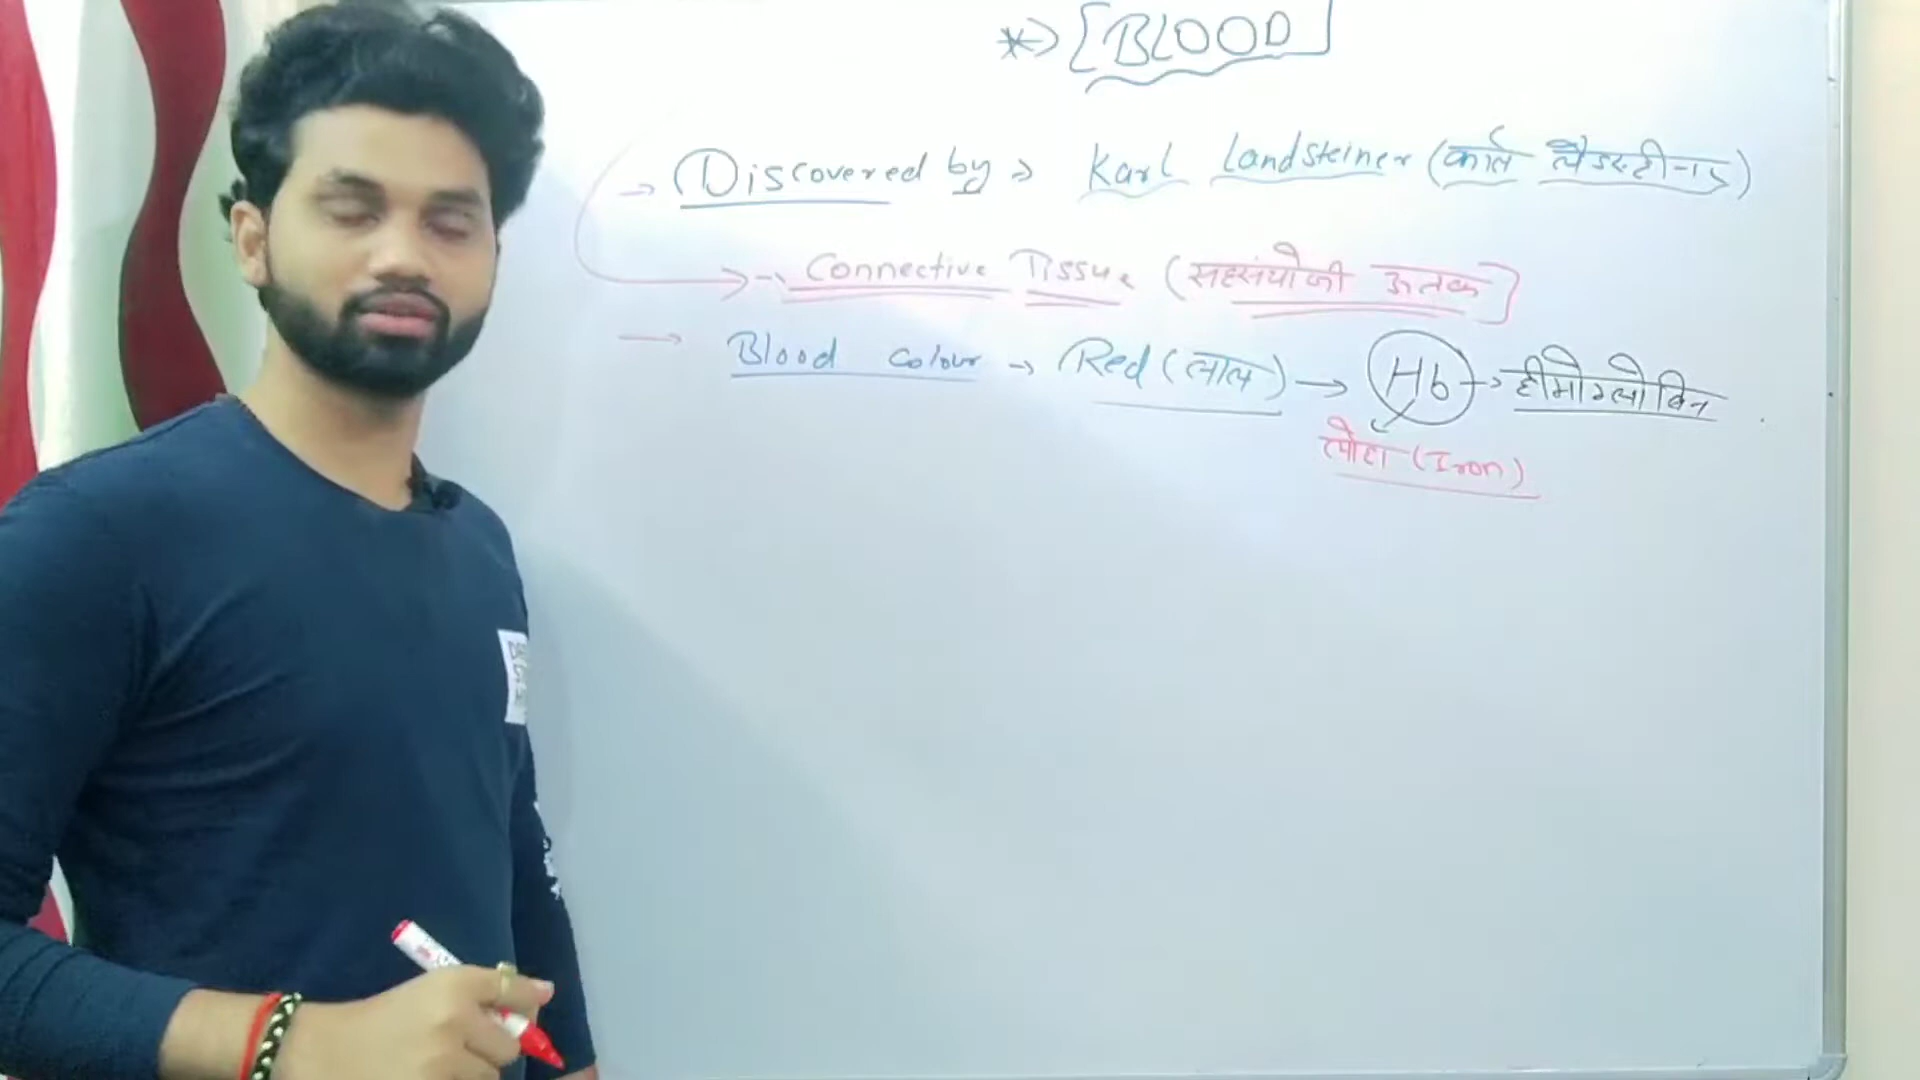 *→ [BLOOD]
→ Discovered by → Karl Landsteiner (कार्ल लैंडस्टीनर)
→ Connective Tissue (सहसंयोजी ऊतक)
→ Blood colour → Red (लाल) → Hb → हीमोग्लोबिन
लोहा (Iron)